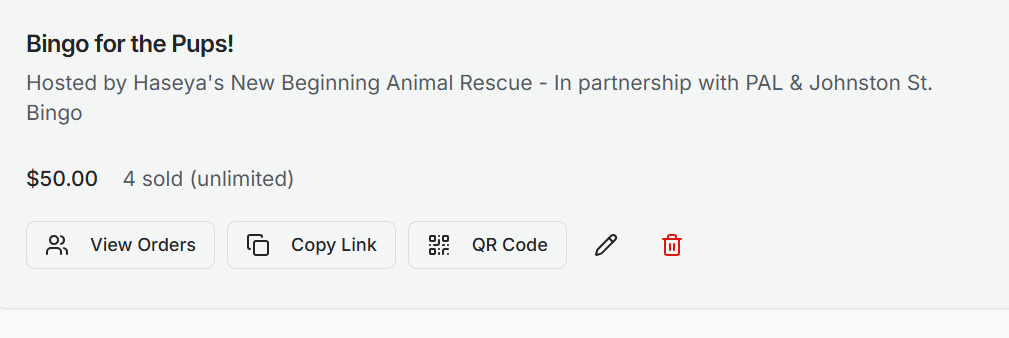 Bingo for the Pups!
Hosted by Haseya's New Beginning Animal Rescue - In partnership with PAL & Johnston St.
Bingo
$50.00 4 sold (unlimited)
View Orders Copy Link QR Code